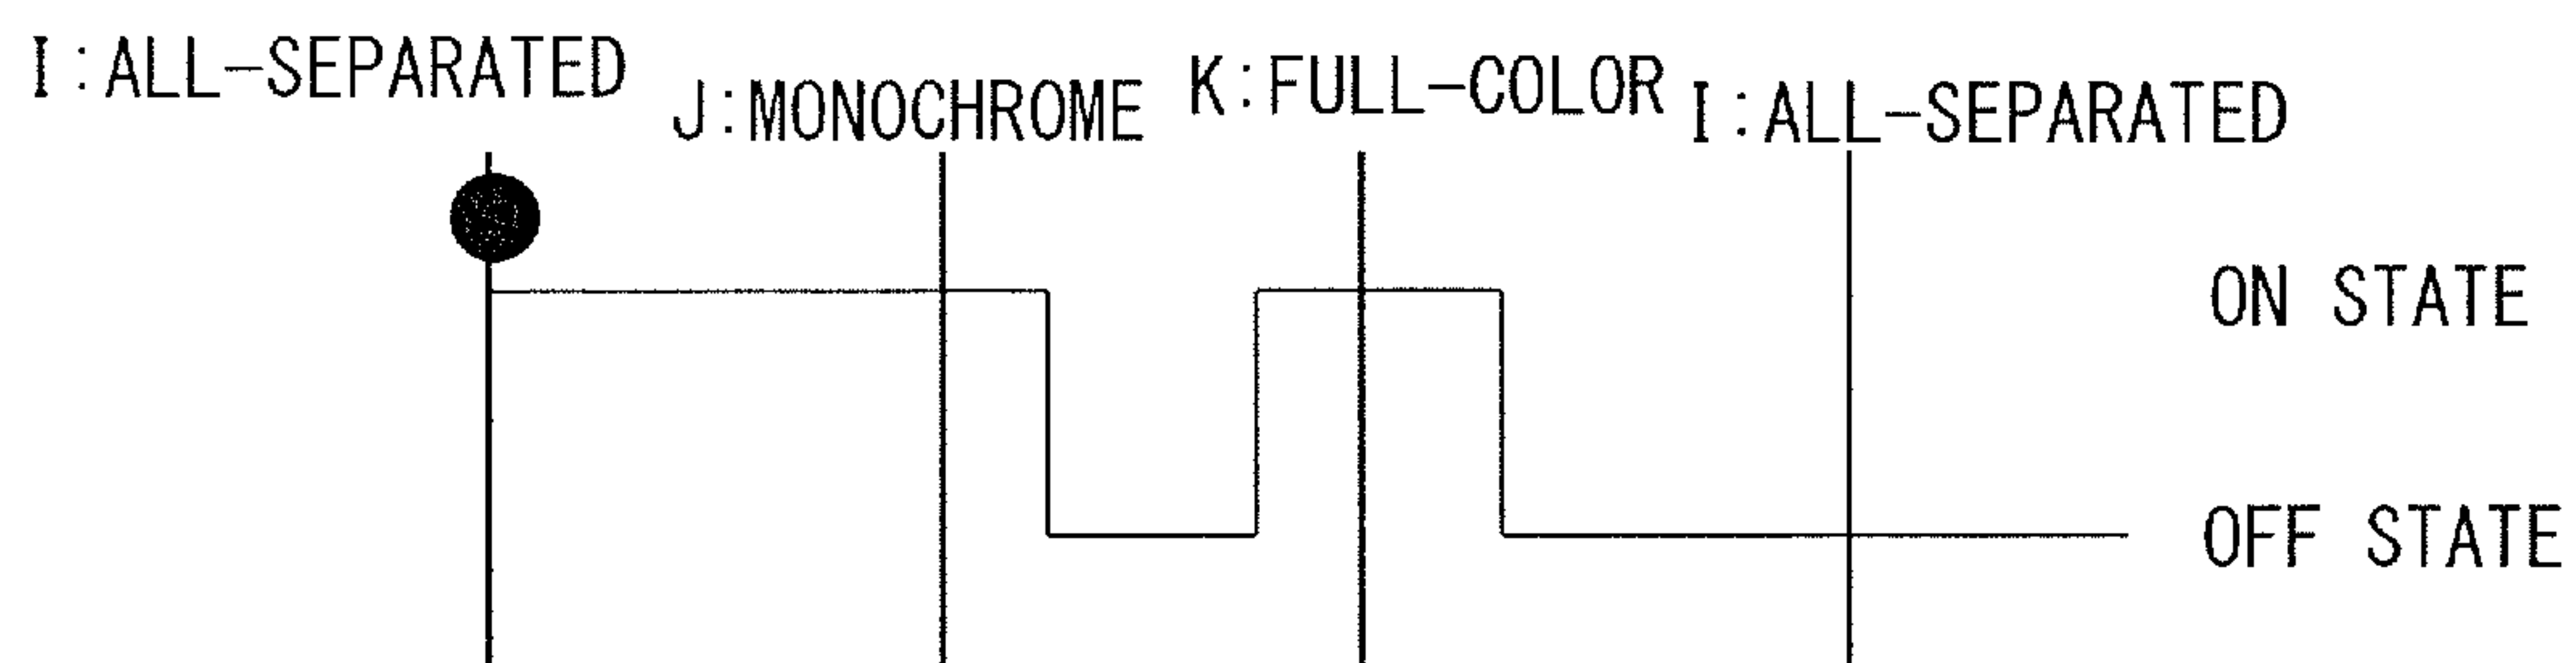 I:ALL-SEPARATED
J:MONOCHROME
K:FULL-COLOR
I:ALL-SEPARATED
ON STATE
OFF STATE